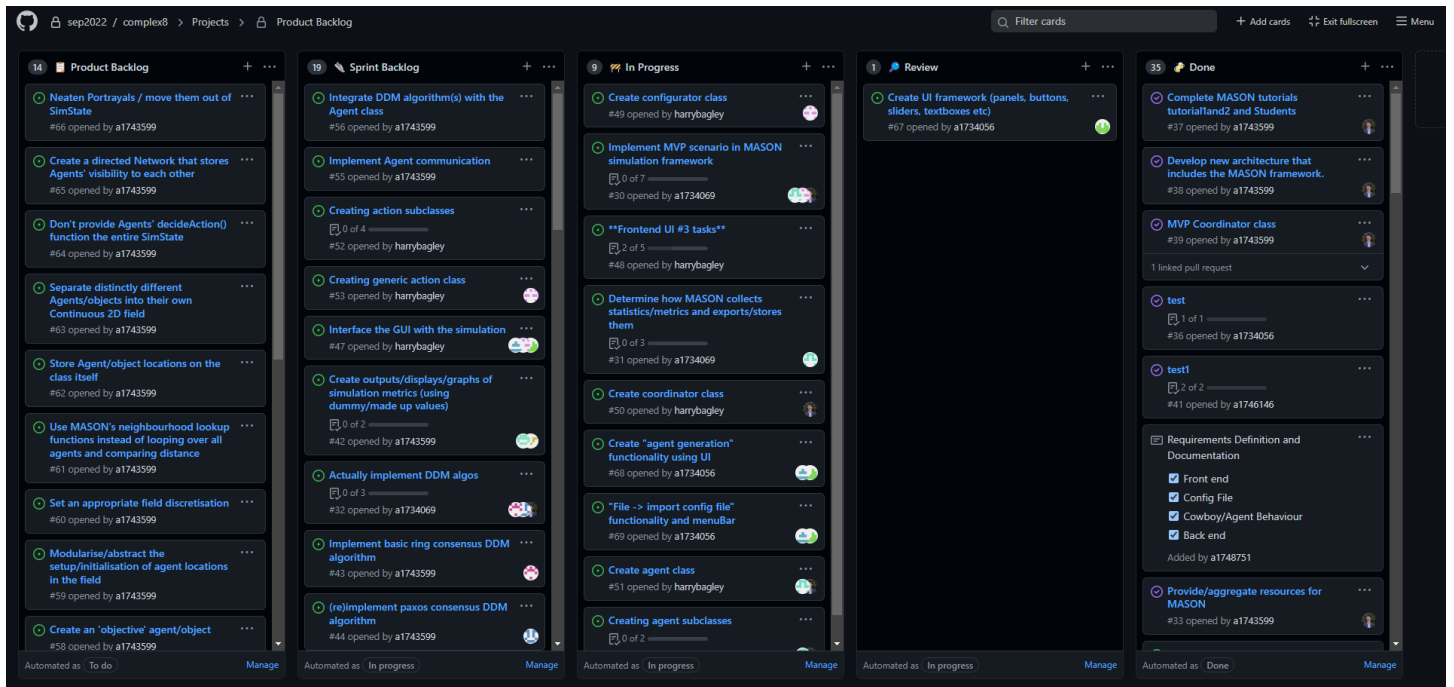 sep2022 / complex8 > Projects > Product Backlog
Filter cards
+ Add cards
Exit fullscreen
Menu
14 Product Backlog
Neaten Portrayals / move them out of
SimState
#66 opened by a1743599
Create a directed Network that stores
Agents' visibility to each other
#65 opened by a1743599
Don't provide Agents' decideAction()
function the entire SimState
#64 opened by a1743599
Separate distinctly different
Agents/objects into their own
Continuous 2D field
#63 opened by a1743599
Store Agent/object locations on the
class itself
#62 opened by a1743599
Use MASON's neighbourhood lookup
functions instead of looping over all
agents and comparing distance
#61 opened by a1743599
Set an appropriate field discretisation
#60 opened by a1743599
Modularise/abstract the
setup/initialisation of agent locations
in the field
#59 opened by a1743599
Create an 'objective' agent/object
#58 opened by a1743599
Automated as To do
Manage
19 Sprint Backlog
Integrate DDM algorithm(s) with the
Agent class
#56 opened by a1743599
Implement Agent communication
#55 opened by a1743599
Creating action subclasses
0 of 4
#52 opened by harrybagley
Creating generic action class
#53 opened by harrybagley
Interface the GUI with the simulation
#47 opened by harrybagley
Create outputs/displays/graphs of
simulation metrics (using
dummy/made up values)
0 of 2
#42 opened by a1743599
Actually implement DDM algos
0 of 3
#32 opened by a1734069
Implement basic ring consensus DDM
algorithm
#43 opened by a1743599
(re)implement paxos consensus DDM
algorithm
#44 opened by a1743599
Automated as In progress
Manage
9 In Progress
Create configurator class
#49 opened by harrybagley
Implement MVP scenario in MASON
simulation framework
0 of 7
#30 opened by a1734069
**Frontend UI #3 tasks**
2 of 5
#48 opened by harrybagley
Determine how MASON collects
statistics/metrics and exports/stores
them
0 of 3
#31 opened by a1734069
Create coordinator class
#50 opened by harrybagley
Create "agent generation"
functionality using UI
#68 opened by a1734056
"File -> import config file"
functionality and menuBar
#69 opened by a1734056
Create agent class
#51 opened by harrybagley
Creating agent subclasses
0 of 2
Automated as In progress
Manage
1 Review
Create UI framework (panels, buttons,
sliders, textboxes etc)
#67 opened by a1734056
Automated as In progress
Manage
35 Done
Complete MASON tutorials
tutorial1and2 and Students
#37 opened by a1743599
Develop new architecture that
includes the MASON framework.
#38 opened by a1743599
MVP Coordinator class
#39 opened by a1743599
1 linked pull request
test
1 of 1
#36 opened by a1734056
test1
2 of 2
#41 opened by a1746146
Requirements Definition and
Documentation
Front end
Config File
Cowboy/Agent Behaviour
Back end
Added by a1748751
Provide/aggregate resources for
MASON
#33 opened by a1743599
Automated as Done
Manage